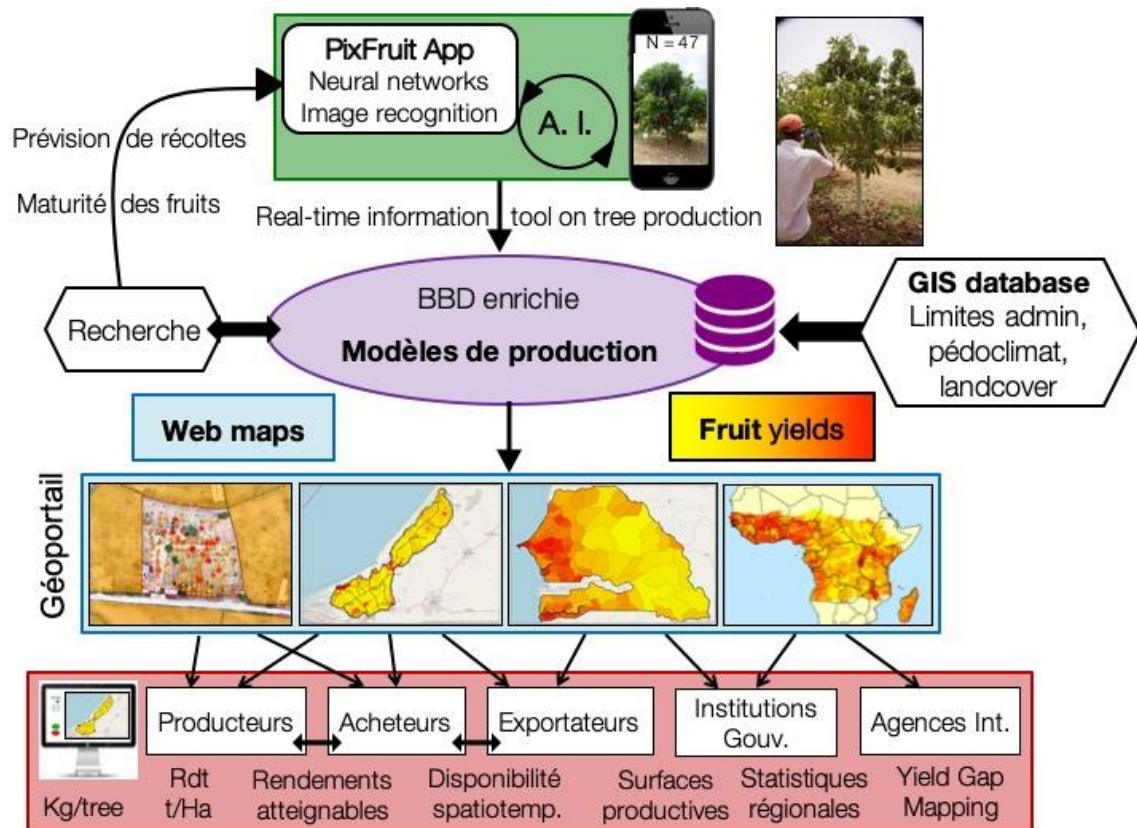 PixFruit App
Neural networks
Image recognition
A. I.
N = 47
Prévision de récoltes
Maturité des fruits
Real-time information tool on tree production
Recherche
BBD enrichie
Modèles de production
GIS database
Limites admin,
pédoclimat,
landcover
Web maps
Fruit yields
Géoportail
Producteurs
Acheteurs
Exportateurs
Institutions
Gouv.
Agences Int.
Kg/tree
Rdt
t/Ha
Rendements
atteignables
Disponibilité
spatiotemp.
Surfaces
productives
Statistiques
régionales
Yield Gap
Mapping